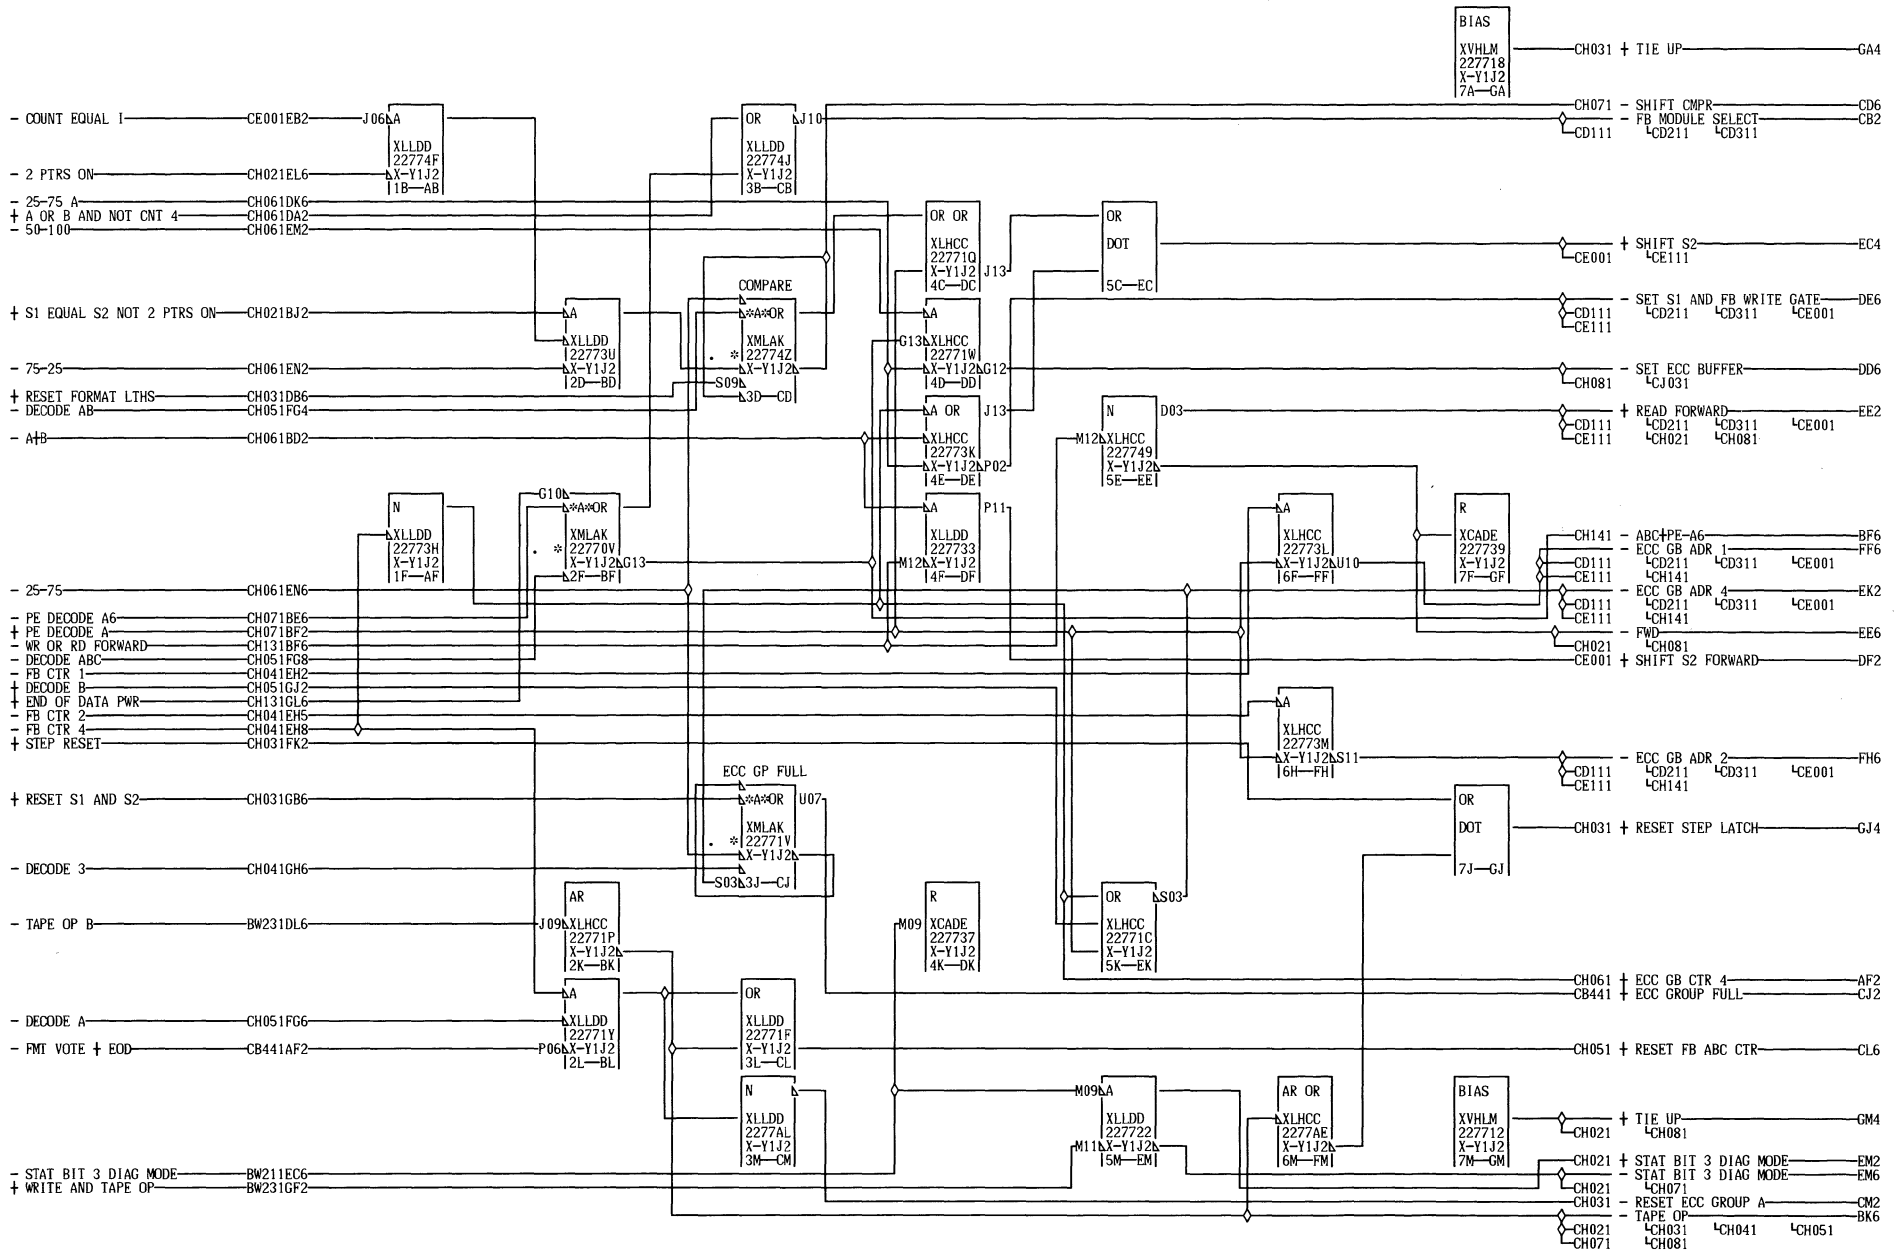 BIAS
XVHLM
227718
X-Y1J2
7A—GA
CH031 + TIE UP GA4
CH071 - SHIFT CMPR CD6
- COUNT EQUAL I CE001EB2 J06 A
XLLDD
22774F
X-Y1J2
1B—AB
OR J10
XLLDD
22774J
X-Y1J2
3B—CB
- FB MODULE SELECT CB2
CD111 CD211 CD311
- 2 PTRS ON CH021EL6
- 25-75 A CH061DK6
+ A OR B AND NOT CNT 4 CH061DA2
- 50-100 CH061EM2
OR OR
XLHCC
22771Q
X-Y1J2 J13
4C—DC
OR
DOT
5C—EC
+ SHIFT S2 EC4
CE001 CE111
COMPARE
+ S1 EQUAL S2 NOT 2 PTRS ON CH021BJ2
A
XLLDD
22773U
X-Y1J2
2D—BD
*A*OR
XMLAK
. * 22774Z
X-Y1J2
S09
3D—CD
A
G13 XLHCC
22771W
X-Y1J2 G12
4D—DD
- SET S1 AND FB WRITE GATE DE6
CD111 CD211 CD311 CE001
CE111
- 75-25 CH061EN2
- SET ECC BUFFER DD6
CH081 CJ031
+ RESET FORMAT LTHS CH031DB6
- DECODE AB CH051FG4
A OR J13
XLHCC
22773K
X-Y1J2 P02
4E—DE
N D03
M12 XLHCC
227749
X-Y1J2
5E—EE
+ READ FORWARD EE2
CD111 CD211 CD311 CE001
CE111 CH021 CH081
- A+B CH061BD2
N
XLLDD
22773H
X-Y1J2
1F—AF
G10
*A*OR
XMLAK
. * 22770V
X-Y1J2 G13
2F—BF
A P11
XLLDD
227733
M12 X-Y1J2
4F—DF
A
XLHCC
22773L
X-Y1J2 U10
6F—FF
R
XCADE
227739
X-Y1J2
7F—GF
CH141 - ABC+PE-A6 BF6
- ECC GB ADR 1 FF6
CD111 CD211 CD311 CE001
CE111 CH141
- 25-75 CH061EN6
- ECC GB ADR 4 EK2
CD111 CD211 CD311 CE001
CE111 CH141
- PE DECODE A6 CH071BE6
+ PE DECODE A CH071BF2
- FWD EE6
- WR OR RD FORWARD CH131BF6
CH021 CH081
- DECODE ABC CH051FG8
CE001 + SHIFT S2 FORWARD DF2
- FB CTR 1 CH041EH2
+ DECODE B CH051GJ2
+ END OF DATA PWR CH131GL6
- FB CTR 2 CH041EH5
- FB CTR 4 CH041EH8
+ STEP RESET CH031FK2
A
XLHCC
22773M
X-Y1J2 S11
6H—FH
- ECC GB ADR 2 FH6
CD111 CD211 CD311 CE001
CE111 CH141
ECC GP FULL
+ RESET S1 AND S2 CH031GB6
*A*OR U07
XMLAK
. * 22771V
X-Y1J2
S03 3J—CJ
OR
DOT
7J—GJ
CH031 + RESET STEP LATCH GJ4
- DECODE 3 CH041GH6
- TAPE OP B BW231DL6
AR
J09 XLHCC
22771P
X-Y1J2
2K—BK
R
M09 XCADE
227737
X-Y1J2
4K—DK
OR S03
XLHCC
22771C
X-Y1J2
5K—EK
CH061 + ECC GB CTR 4 AF2
CB441 + ECC GROUP FULL CJ2
- DECODE A CH051FG6
- FMT VOTE + EOD CB441AF2
A
XLLDD
22771Y
P06 X-Y1J2
2L—BL
OR
XLLDD
22771F
X-Y1J2
3L—CL
CH051 + RESET FB ABC CTR CL6
N
XLLDD
2277AL
X-Y1J2
3M—CM
M09 A
XLLDD
227722
M11 X-Y1J2
5M—EM
AR OR
XLHCC
2277AE
X-Y1J2
6M—FM
BIAS
XVHLM
227712
X-Y1J2
7M—GM
+ TIE UP GM4
CH021 CH081
CH021 + STAT BIT 3 DIAG MODE EM2
- STAT BIT 3 DIAG MODE BW211EC6
- STAT BIT 3 DIAG MODE EM6
+ WRITE AND TAPE OP BW231GF2
CH021 CH071
CH031 - RESET ECC GROUP A CM2
- TAPE OP BK6
CH021 CH031 CH041 CH051
CH071 CH081